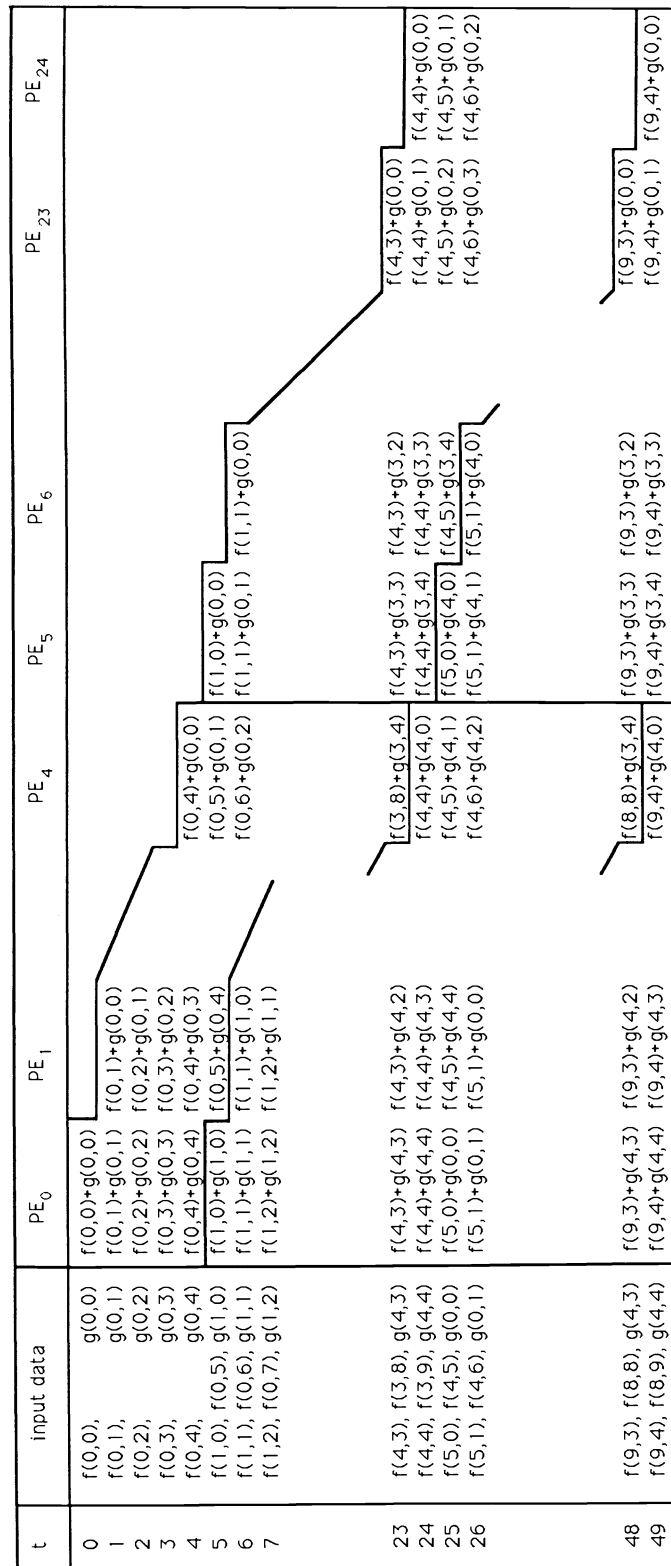 t input data PE0 PE1 PE4 PE5 PE6 PE23 PE24
0 f(0,0), g(0,0) f(0,0)+g(0,0)
1 f(0,1), g(0,1) f(0,1)+g(0,1) f(0,1)+g(0,0)
2 f(0,2), g(0,2) f(0,2)+g(0,2) f(0,2)+g(0,1)
3 f(0,3), g(0,3) f(0,3)+g(0,3) f(0,3)+g(0,2)
4 f(0,4), g(0,4) f(0,4)+g(0,4) f(0,4)+g(0,3) f(0,4)+g(0,0)
5 f(1,0), f(0,5), g(1,0) f(1,0)+g(1,0) f(0,5)+g(0,4) f(0,5)+g(0,1) f(1,0)+g(0,0)
6 f(1,1), f(0,6), g(1,1) f(1,1)+g(1,1) f(1,1)+g(1,0) f(0,6)+g(0,2) f(1,1)+g(0,1) f(1,1)+g(0,0)
7 f(1,2), f(0,7), g(1,2) f(1,2)+g(1,2) f(1,2)+g(1,1)
23 f(4,3), f(3,8), g(4,3) f(4,3)+g(4,3) f(4,3)+g(4,2) f(3,8)+g(3,4) f(4,3)+g(3,3) f(4,3)+g(3,2) f(4,3)+g(0,0)
24 f(4,4), f(3,9), g(4,4) f(4,4)+g(4,4) f(4,4)+g(4,3) f(4,4)+g(4,0) f(4,4)+g(3,4) f(4,4)+g(3,3) f(4,4)+g(0,1) f(4,4)+g(0,0)
25 f(5,0), f(4,5), g(0,0) f(5,0)+g(0,0) f(4,5)+g(4,4) f(4,5)+g(4,1) f(5,0)+g(4,0) f(4,5)+g(3,4) f(4,5)+g(0,2) f(4,5)+g(0,1)
26 f(5,1), f(4,6), g(0,1) f(5,1)+g(0,1) f(5,1)+g(0,0) f(4,6)+g(4,2) f(5,1)+g(4,1) f(5,1)+g(4,0) f(4,6)+g(0,3) f(4,6)+g(0,2)
48 f(9,3), f(8,8), g(4,3) f(9,3)+g(4,3) f(9,3)+g(4,2) f(8,8)+g(3,4) f(9,3)+g(3,3) f(9,3)+g(3,2) f(9,3)+g(0,0)
49 f(9,4), f(8,9), g(4,4) f(9,4)+g(4,4) f(9,4)+g(4,3) f(9,4)+g(4,0) f(9,4)+g(3,4) f(9,4)+g(3,3) f(9,4)+g(0,1) f(9,4)+g(0,0)